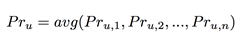 Pr_u = avg(Pr_{u,1}, Pr_{u,2}, ..., Pr_{u,n})